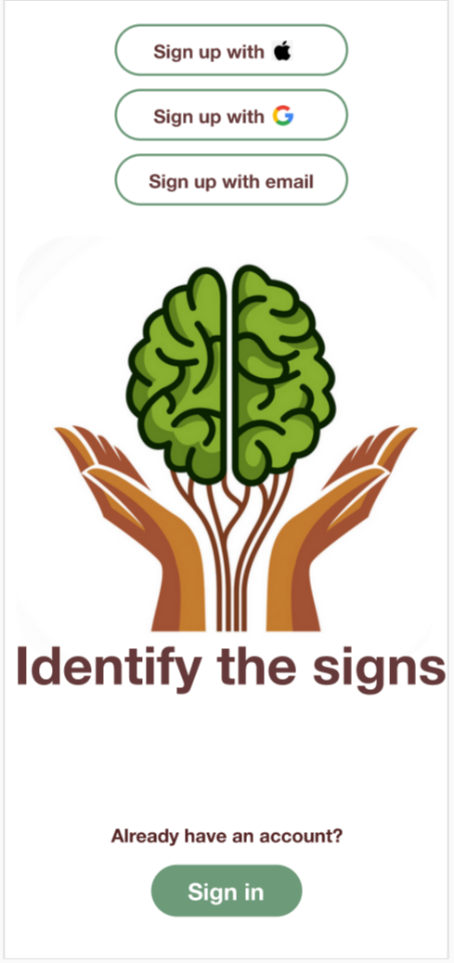 Sign up with
Sign up with
Sign up with email
Identify the signs
Already have an account?
Sign in